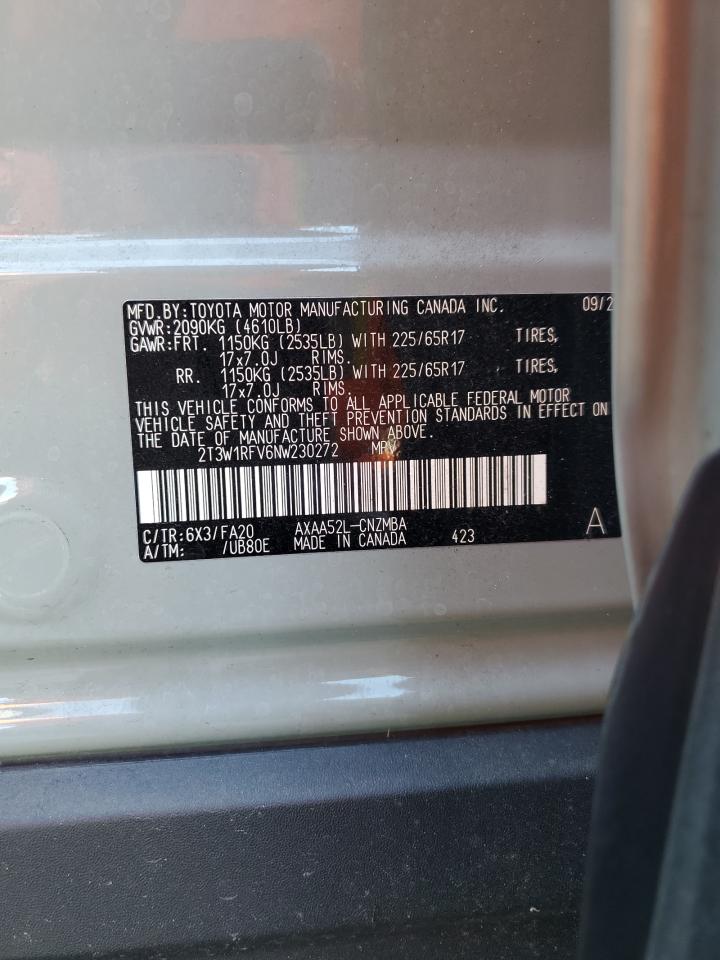 MFD.BY:TOYOTA MOTOR MANUFACTURING CANADA INC. 09/2
GVWR:2090KG (4610LB)
GAWR:FRT. 1150KG (2535LB) WITH 225/65R17 TIRES,
17x7.0J RIMS.
RR. 1150KG (2535LB) WITH 225/65R17 TIRES,
17x7.0J RIMS.
THIS VEHICLE CONFORMS TO ALL APPLICABLE FEDERAL MOTOR
VEHICLE SAFETY AND THEFT PREVENTION STANDARDS IN EFFECT ON
THE DATE OF MANUFACTURE SHOWN ABOVE.
2T3W1RFV6NW230272 MPV
C/TR:6X3/FA20 AXAA52L-CNZMBA A
A/TM: /UB80E MADE IN CANADA 423